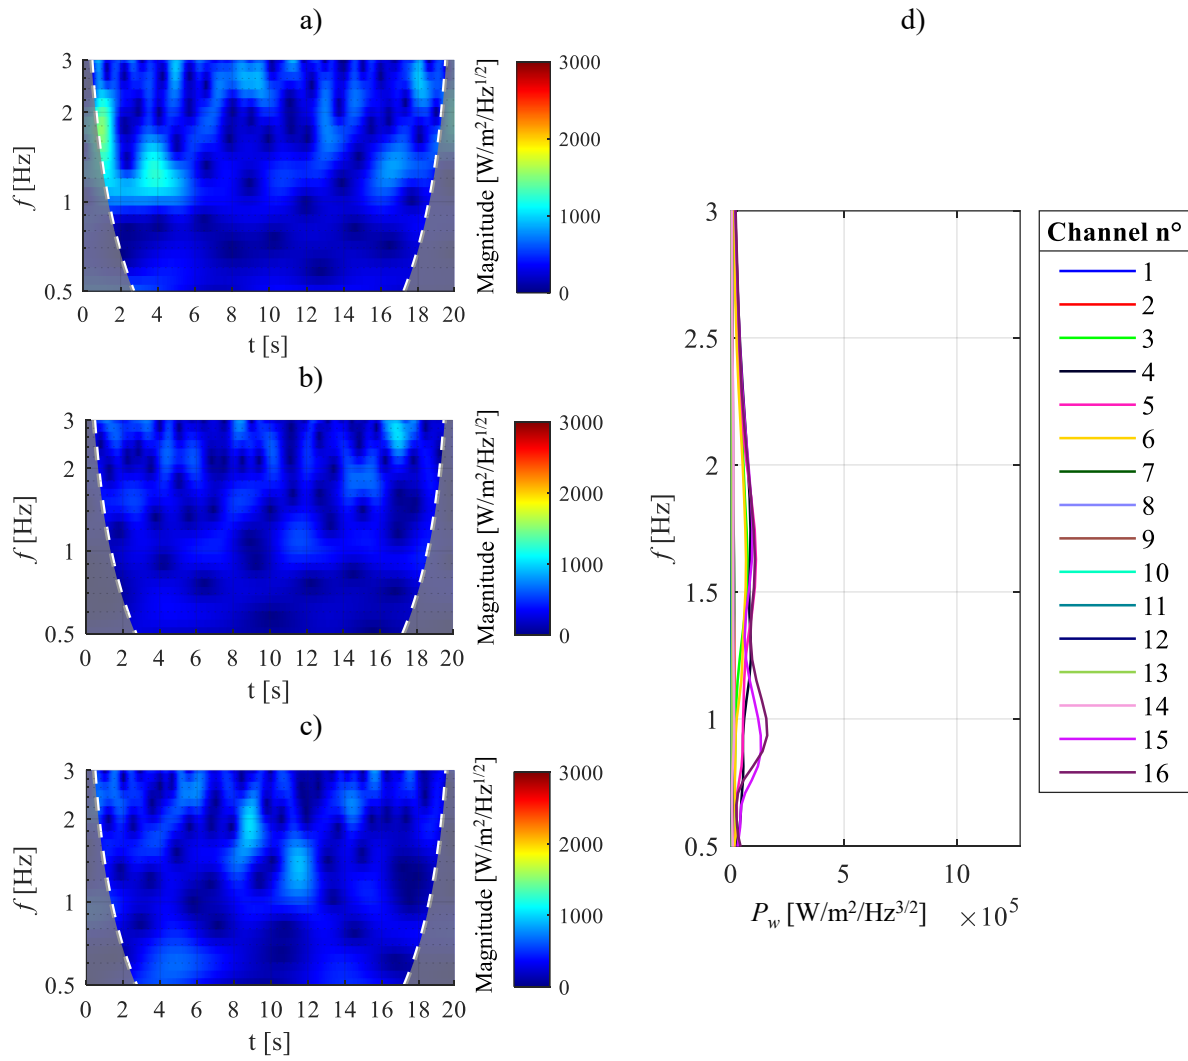 a)
3
2
1
0.5
f [Hz]
0 2 4 6 8 10 12 14 16 18 20
t [s]
Magnitude [W/m²/Hz^{1/2}]
3000
2000
1000
0
b)
3
2
1
0.5
f [Hz]
0 2 4 6 8 10 12 14 16 18 20
t [s]
Magnitude [W/m²/Hz^{1/2}]
3000
2000
1000
0
c)
3
2
1
0.5
f [Hz]
0 2 4 6 8 10 12 14 16 18 20
t [s]
Magnitude [W/m²/Hz^{1/2}]
3000
2000
1000
0
d)
3
2.5
2
1.5
1
0.5
f [Hz]
0 5 10
P_w [W/m²/Hz^{3/2}] ×10⁵
Channel n°
1
2
3
4
5
6
7
8
9
10
11
12
13
14
15
16